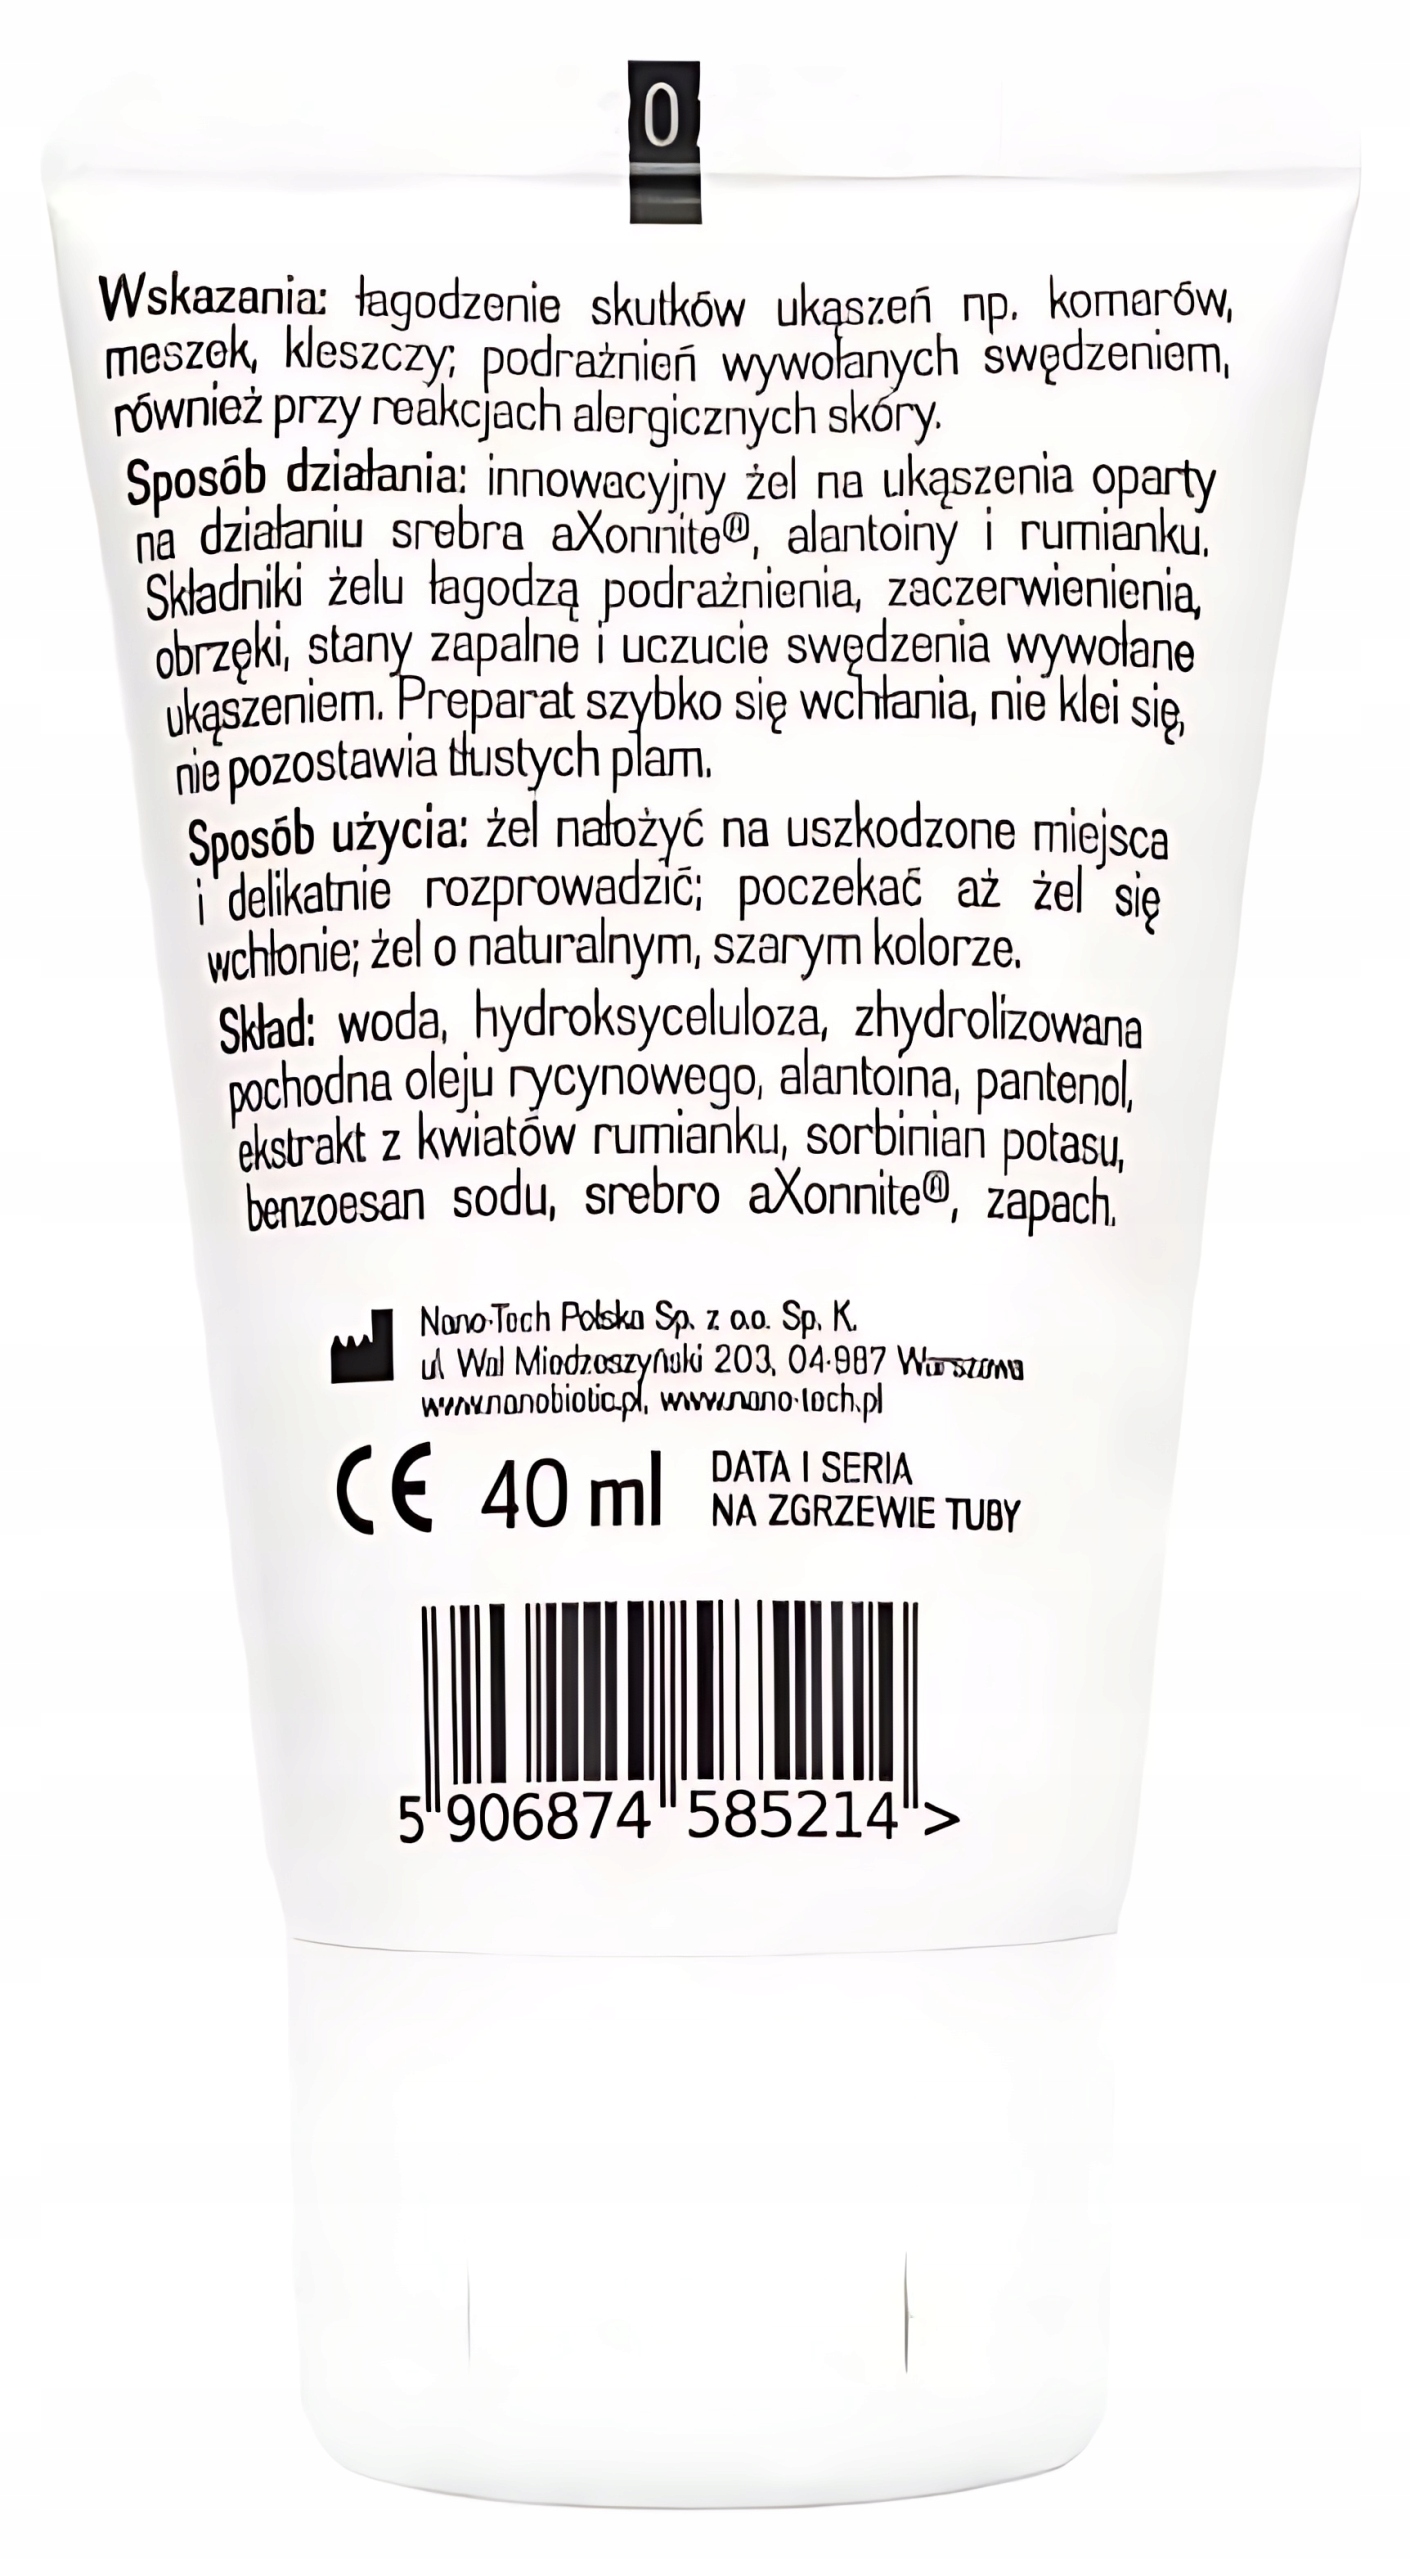 0
Wskazania: łagodzenie skutków ukąszeń np. komarów,
meszek, kleszczy; podrażnień wywołanych swędzeniem,
również przy reakcjach alergicznych skóry.
Sposób działania: innowacyjny żel na ukąszenia oparty
na działaniu srebra aXonnite®, alantoiny i rumianku.
Składniki żelu łagodzą podrażnienia, zaczerwienienia,
obrzęki, stany zapalne i uczucie swędzenia wywołane
ukąszeniem. Preparat szybko się wchłania, nie klei się,
nie pozostawia tłustych plam.
Sposób użycia: żel nałożyć na uszkodzone miejsca
i delikatnie rozprowadzić; poczekać aż żel się
wchłonie; żel o naturalnym, szarym kolorze.
Skład: woda, hydroksyceluloza, zhydrolizowana
pochodna oleju rycynowego, alantoina, pantenol,
ekstrakt z kwiatów rumianku, sorbinian potasu,
benzoesan sodu, srebro aXonnite®, zapach.
Nano-Tech Polska Sp. z o.o. Sp. K.
ul. Wał Miedzeszyński 203, 04-987 Warszawa
www.nanobiotic.pl, www.nano-tech.pl
CE 40 ml DATA I SERIA
NA ZGRZEWIE TUBY
5 906874 585214 >